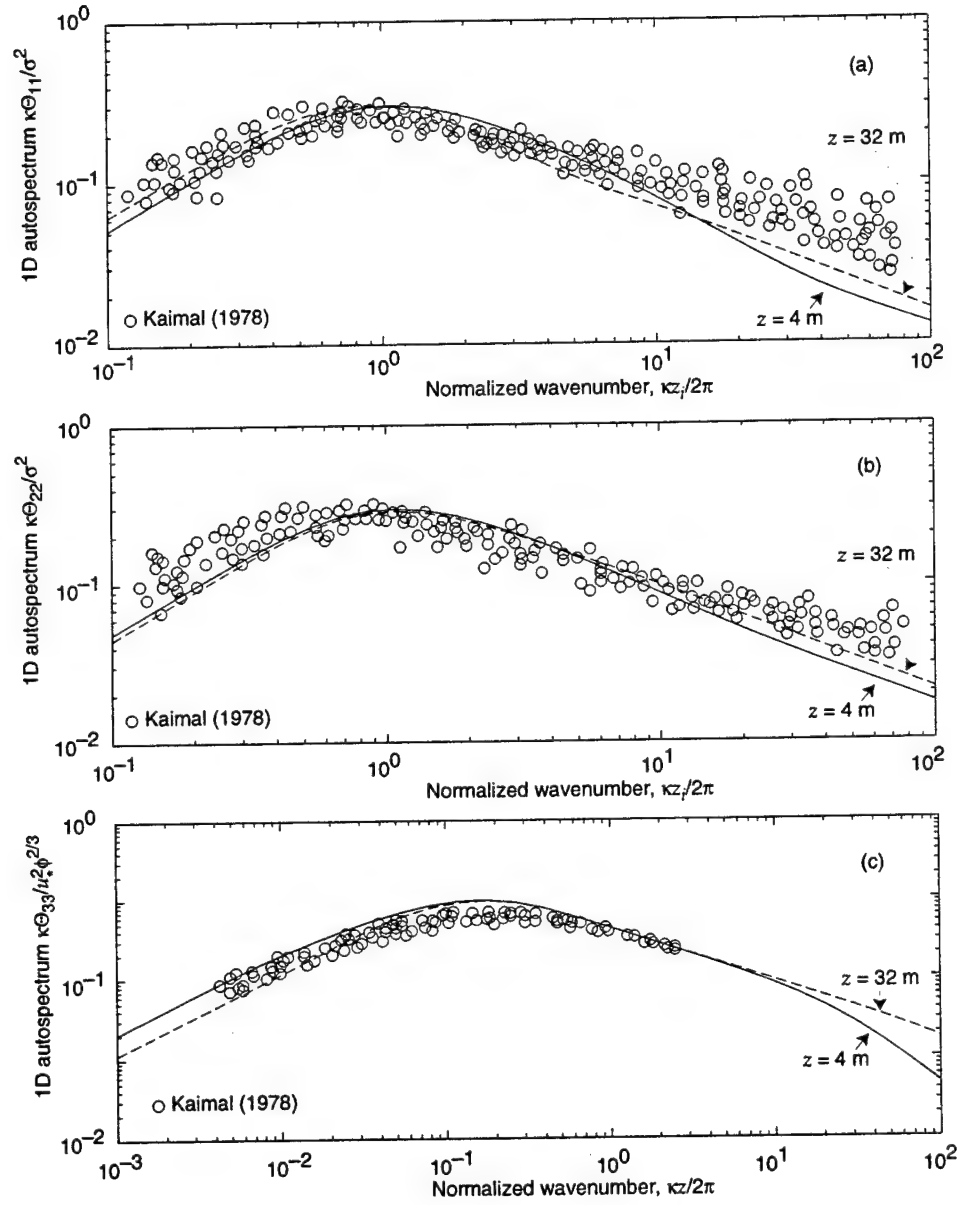 10^0
(a)
z = 32 m
10^-1
1D autospectrum κΘ11/σ^2
z = 4 m
Kaimal (1978)
10^-2
10^-1 10^0 10^1 10^2
Normalized wavenumber, κz_i/2π
10^0
(b)
z = 32 m
10^-1
1D autospectrum κΘ22/σ^2
z = 4 m
Kaimal (1978)
10^-2
10^-1 10^0 10^1 10^2
Normalized wavenumber, κz_i/2π
10^0
(c)
1D autospectrum κΘ33/u*^2ϕ^2/3
10^-1
z = 32 m
z = 4 m
Kaimal (1978)
10^-2
10^-3 10^-2 10^-1 10^0 10^1 10^2
Normalized wavenumber, κz/2π